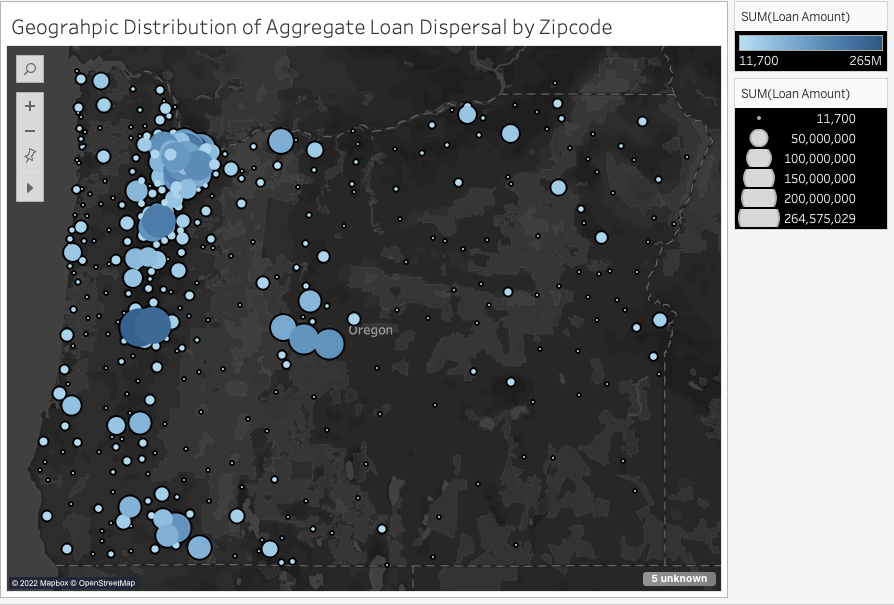 Geograhpic Distribution of Aggregate Loan Dispersal by Zipcode
Oregon
© 2022 Mapbox © OpenStreetMap
5 unknown
SUM(Loan Amount)
11,700 265M
SUM(Loan Amount)
11,700
50,000,000
100,000,000
150,000,000
200,000,000
264,575,029